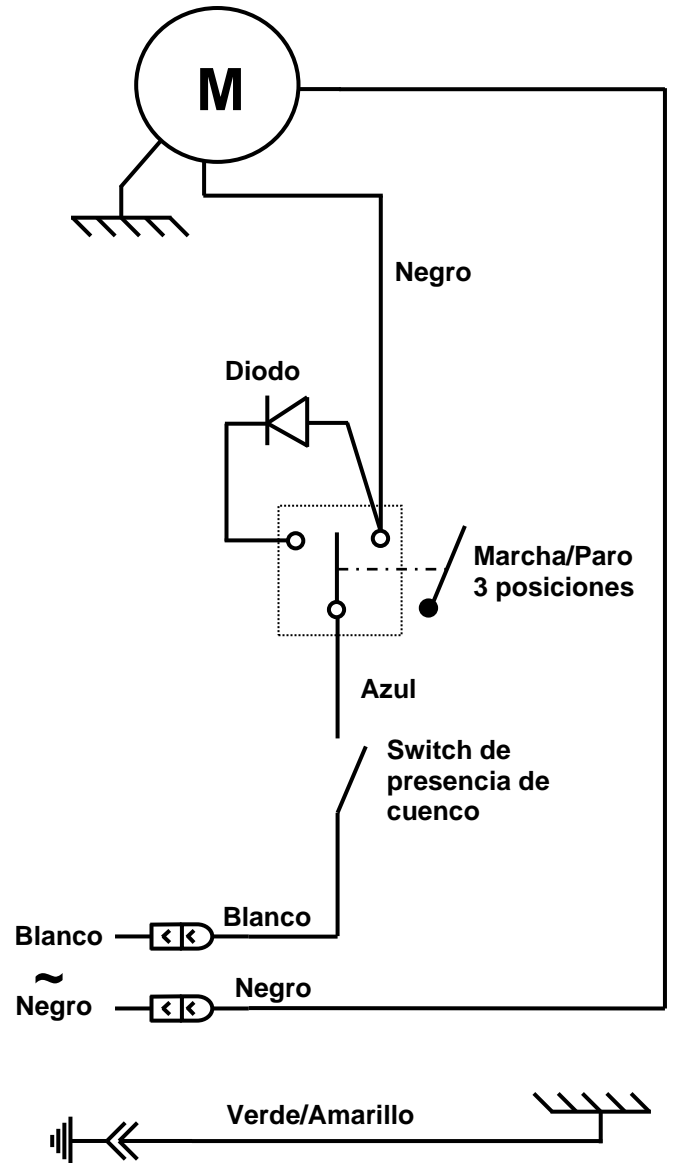 M
Negro
Diodo
Marcha/Paro
3 posiciones
Azul
Switch de
presencia de
cuenco
Blanco
Blanco
~
Negro
Negro
Verde/Amarillo